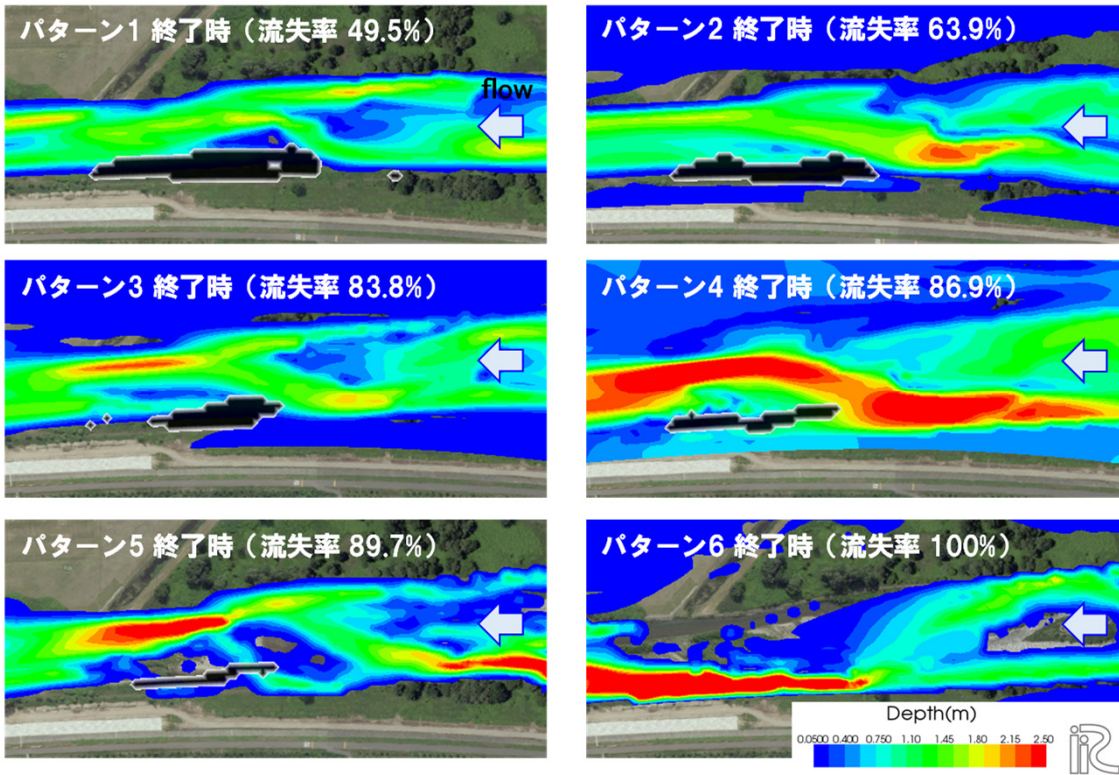 パターン1 終了時（流失率 49.5%）
flow
パターン2 終了時（流失率 63.9%）
パターン3 終了時（流失率 83.8%）
パターン4 終了時（流失率 86.9%）
パターン5 終了時（流失率 89.7%）
パターン6 終了時（流失率 100%）
Depth(m)
0.0500 0.400 0.750 1.10 1.45 1.80 2.15 2.50
iRIC